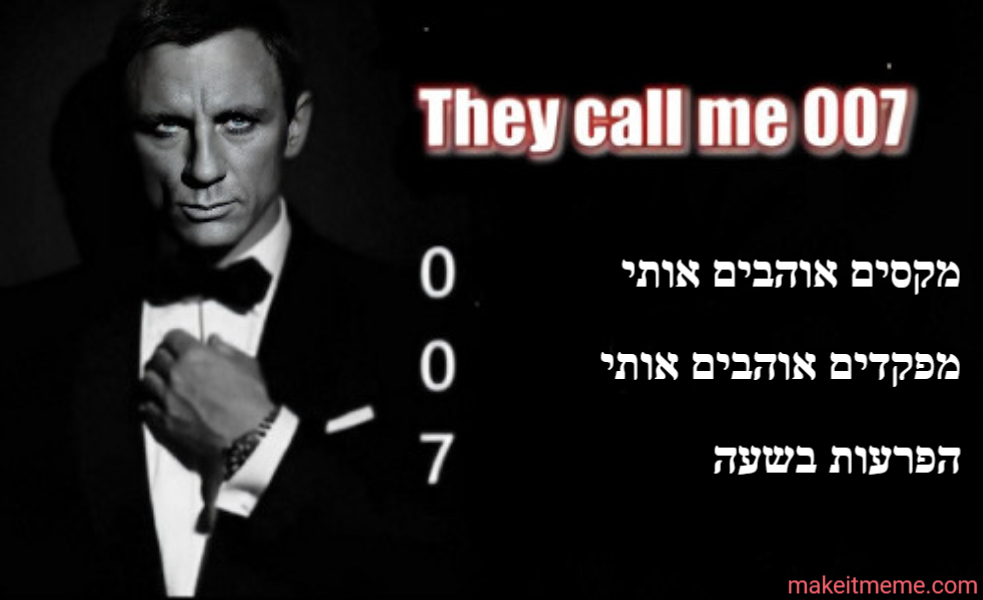 They call me 007
0 מקסים אוהבים אותי
0 מפקדים אוהבים אותי
7 הפרעות בשעה
makeitmeme.com